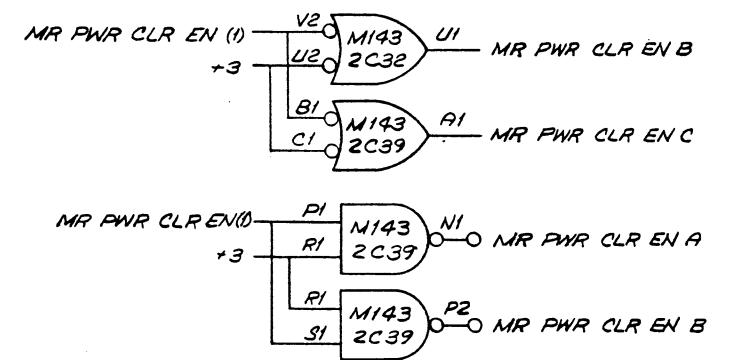 MR PWR CLR EN (1)
V2
M143
2C32
U1
MR PWR CLR EN B
+3
U2
B1
M143
2C39
A1
MR PWR CLR EN C
C1
MR PWR CLR EN(1)
P1
M143
2C39
N1
MR PWR CLR EN A
+3
R1
R1
M143
2C39
P2
MR PWR CLR EN B
S1